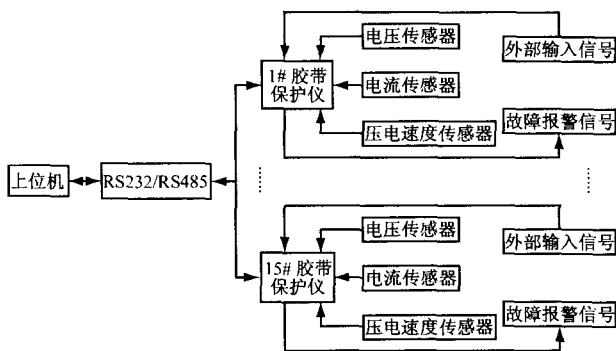 电压传感器
外部输入信号
1# 胶带
保护仪
电流传感器
压电速度传感器
故障报警信号
上位机
RS232/RS485
电压传感器
外部输入信号
15# 胶带
保护仪
电流传感器
压电速度传感器
故障报警信号